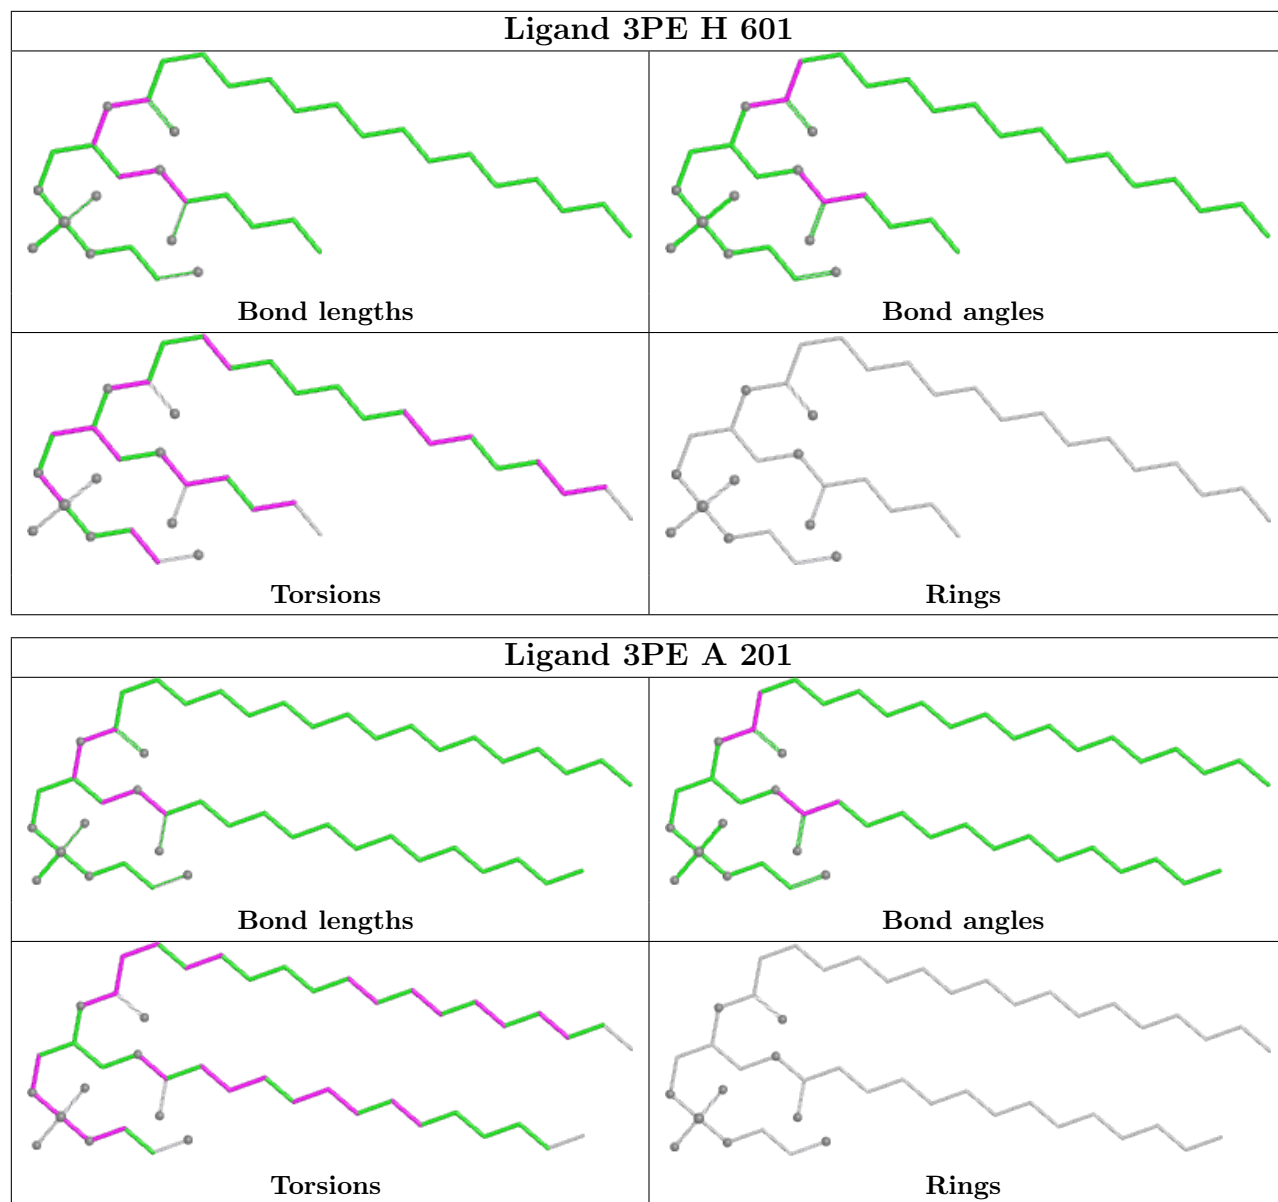 Ligand 3PE H 601
Bond lengths
Bond angles
Torsions
Rings
Ligand 3PE A 201
Bond lengths
Bond angles
Torsions
Rings